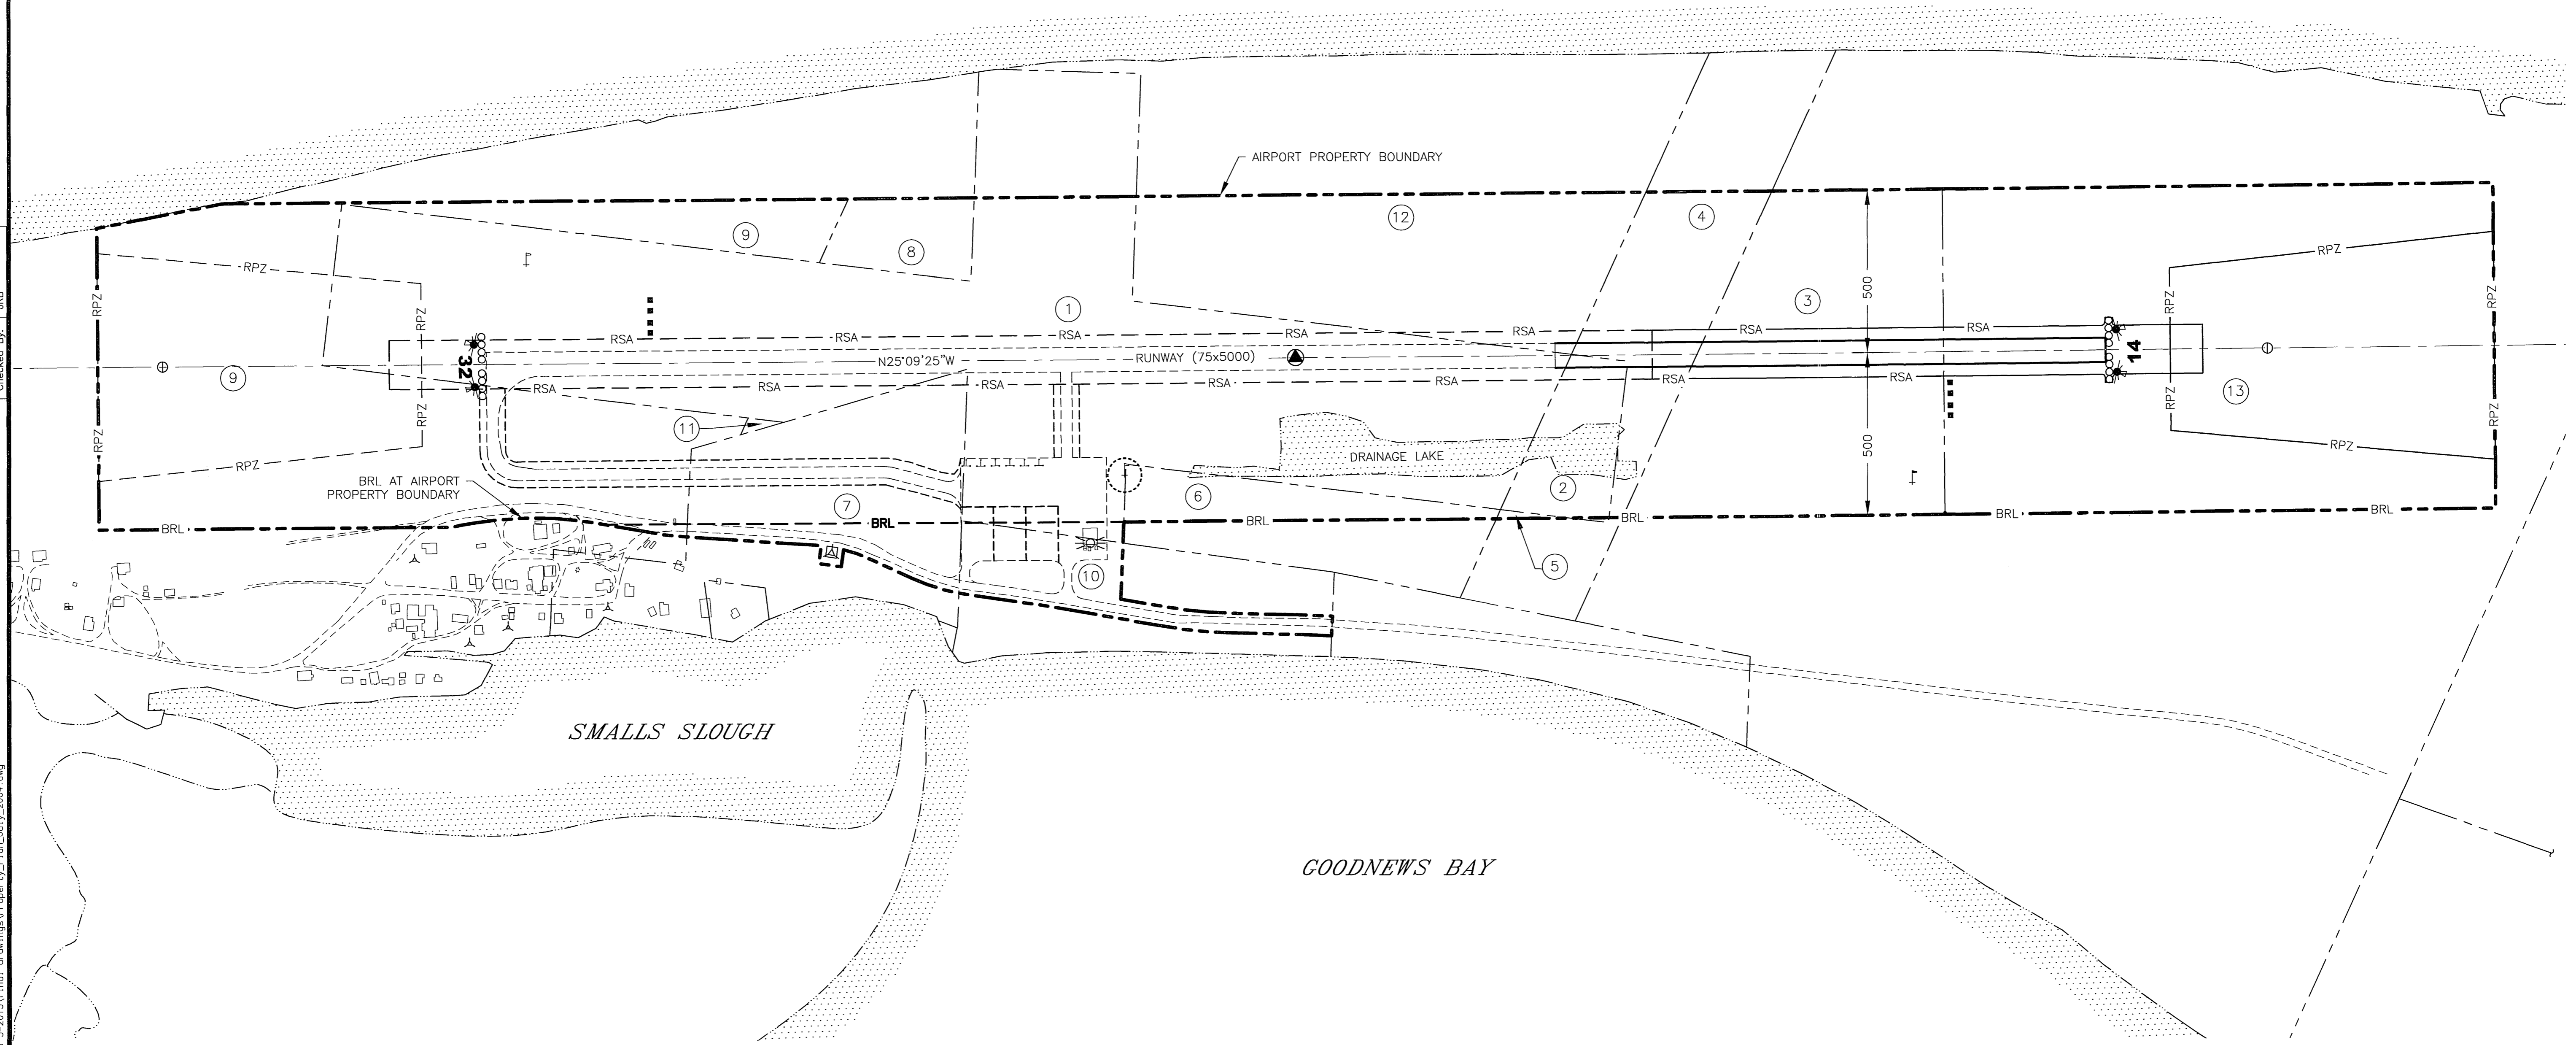 AIRPORT PROPERTY BOUNDARY
12
4
9
8
RPZ
RPZ
RPZ
RPZ
RPZ
RPZ
500
1
3
RSA
RSA
RSA
RSA
RSA
RSA
RSA
32
N25°09'25"W
RUNWAY (75x5000)
14
9
RSA
RSA
RSA
RSA
RSA
RSA
RSA
13
RPZ
RPZ
RPZ
RPZ
RPZ
RPZ
11
500
DRAINAGE LAKE
BRL AT AIRPORT
PROPERTY BOUNDARY
7
6
2
BRL
BRL
BRL
BRL
BRL
BRL
5
10
SMALLS SLOUGH
GOODNEWS BAY
Checked By: